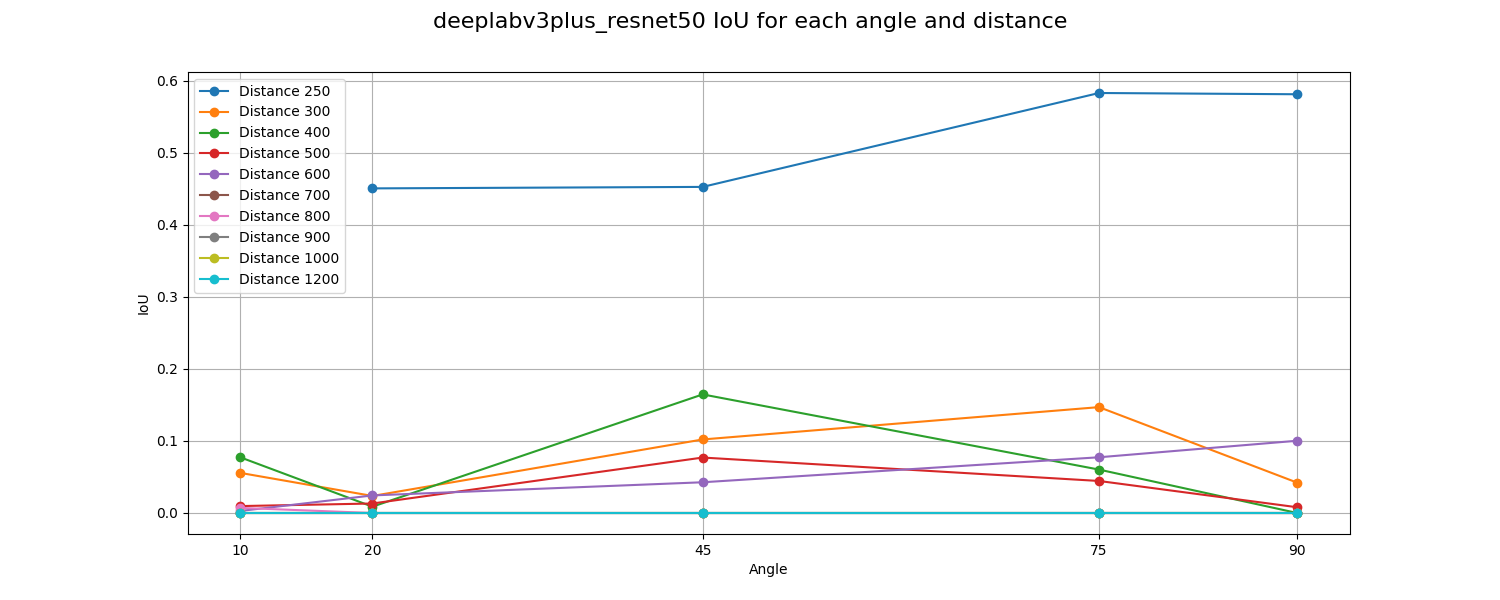 deeplabv3plus_resnet50 IoU for each angle and distance
0.6
0.5
0.4
0.3
0.2
0.1
0.0
IoU
Distance 250
Distance 300
Distance 400
Distance 500
Distance 600
Distance 700
Distance 800
Distance 900
Distance 1000
Distance 1200
10 20 45 75 90
Angle